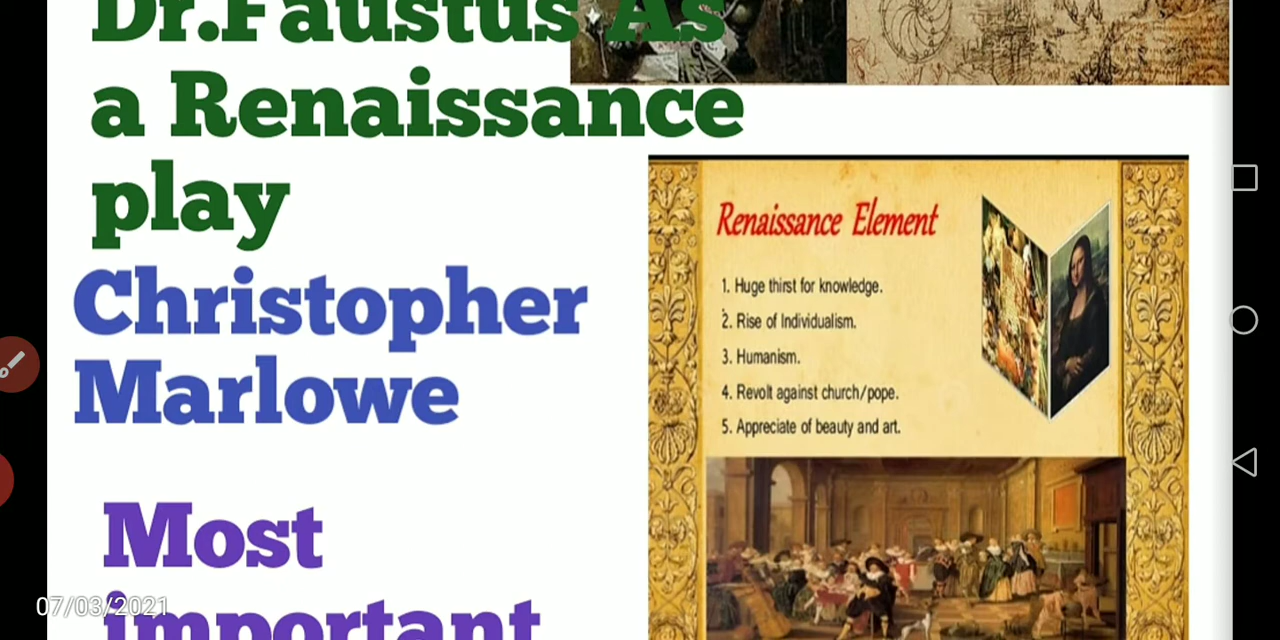 Dr.Faustus As
a Renaissance
play
Christopher
Marlowe
Most
important
Renaissance Element
1. Huge thirst for knowledge.
2. Rise of Individualism.
3. Humanism.
4. Revolt against church/pope.
5. Appreciate of beauty and art.
07/03/2021